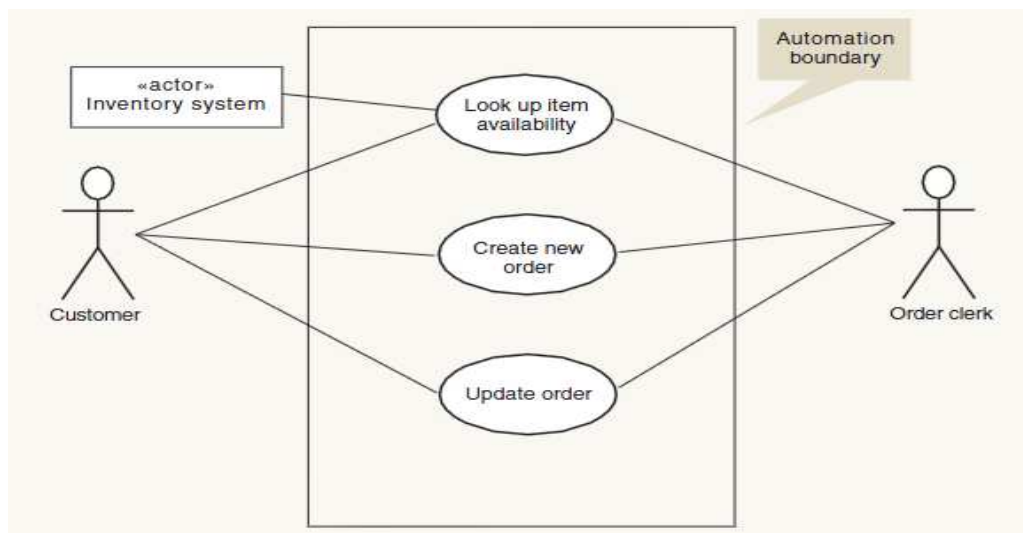 Automation
boundary
«actor»
Inventory system
Look up item
availability
Create new
order
Customer
Order clerk
Update order